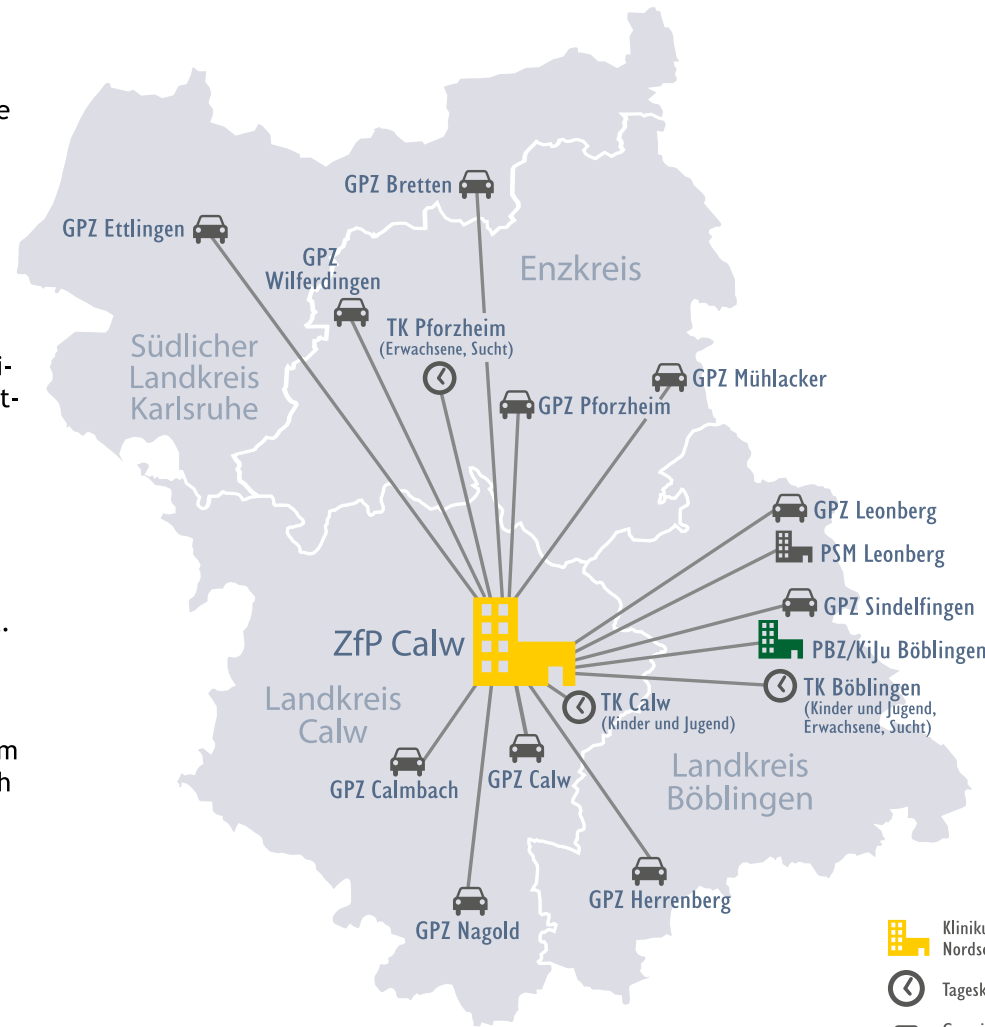 e
i-
t-
.
m
h
GPZ Bretten
GPZ Ettlingen
GPZ
Wilferdingen
Enzkreis
TK Pforzheim
(Erwachsene, Sucht)
Südlicher
Landkreis
Karlsruhe
GPZ Mühlacker
GPZ Pforzheim
GPZ Leonberg
PSM Leonberg
GPZ Sindelfingen
ZfP Calw
PBZ/KiJu Böblingen
TK Böblingen
(Kinder und Jugend,
Erwachsene, Sucht)
TK Calw
(Kinder und Jugend)
Landkreis
Calw
GPZ Calmbach
GPZ Calw
Landkreis
Böblingen
GPZ Herrenberg
GPZ Nagold
Tagesk